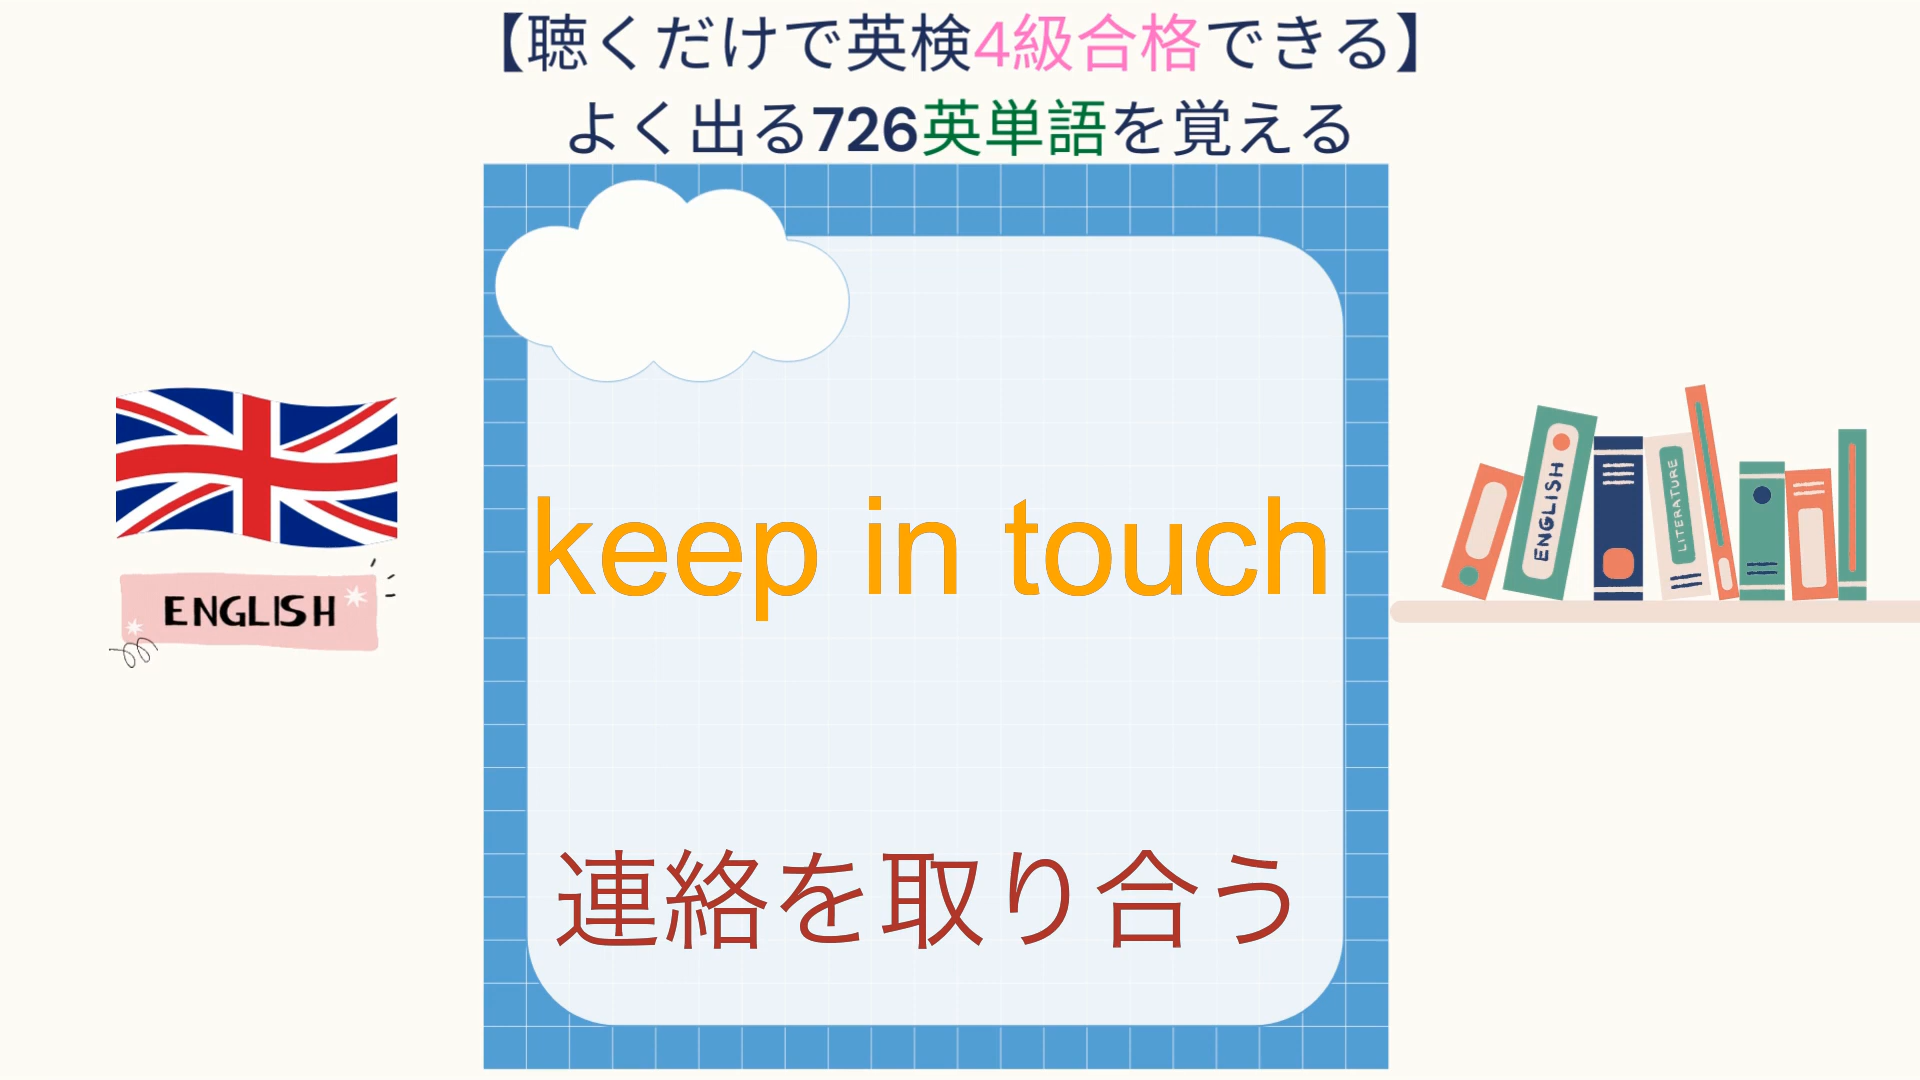 【聴くだけで英検4級合格できる】
よく出る726英単語を覚える
keep in touch
連絡を取り合う
ENGLISH
ENGLISH
LITERATURE